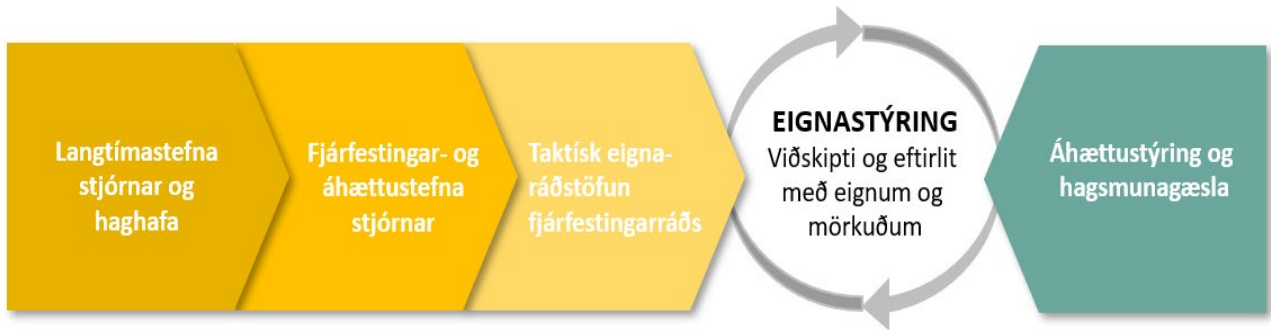 Langtímastefna
stjórnar og
haghafa
Fjárfestingar- og
áhættustefna
stjórnar
Taktísk eigna-
ráðstöfun
fjárfestingarráðs
EIGNASTÝRING
Viðskipti og eftirlit
með eignum og
mörkuðum
Áhættustýring og
hagsmunagæsla